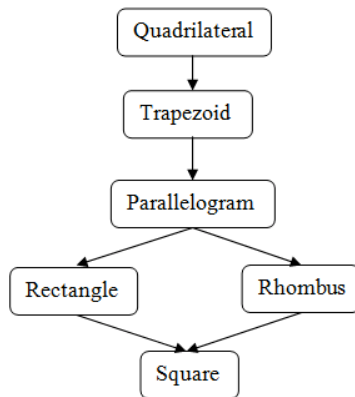 Quadrilateral
Trapezoid
Parallelogram
Rectangle
Rhombus
Square